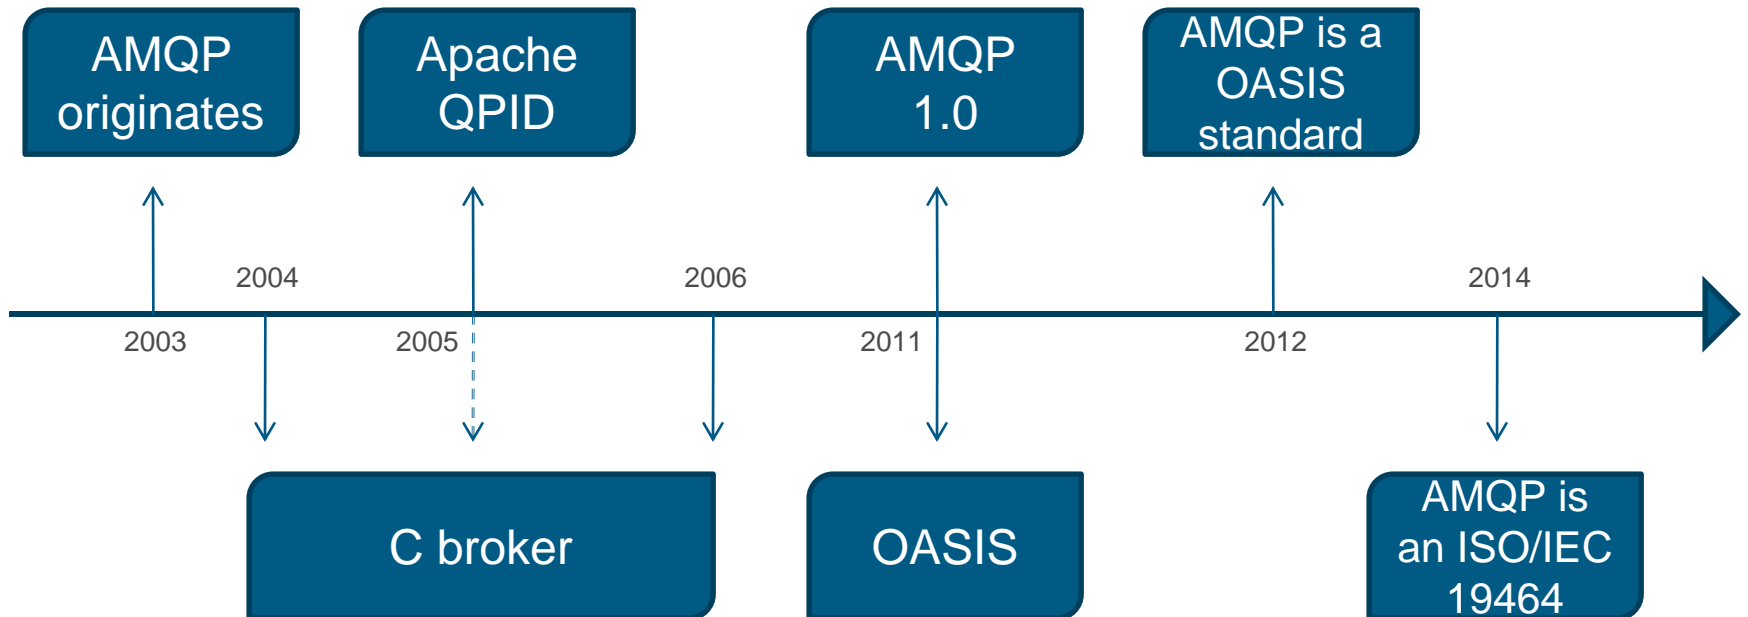 AMQP
originates
Apache
QPID
AMQP
1.0
AMQP is a
OASIS
standard
2004
2006
2014
2003
2005
2011
2012
C broker
OASIS
AMQP is
an ISO/IEC
19464